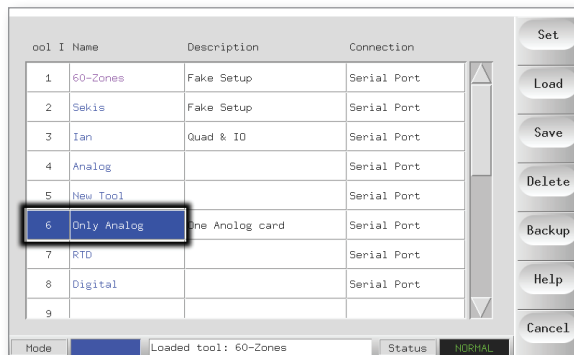 ool I Name Description Connection
1 60-Zones Fake Setup Serial Port
2 Sekis Fake Setup Serial Port
3 Ian Quad & IO Serial Port
4 Analog Serial Port
5 New Tool Serial Port
6 Only Analog One Anolog card Serial Port
7 RTD Serial Port
8 Digital Serial Port
9
Set
Load
Save
Delete
Backup
Help
Cancel
Mode Loaded tool: 60-Zones Status NORMAL